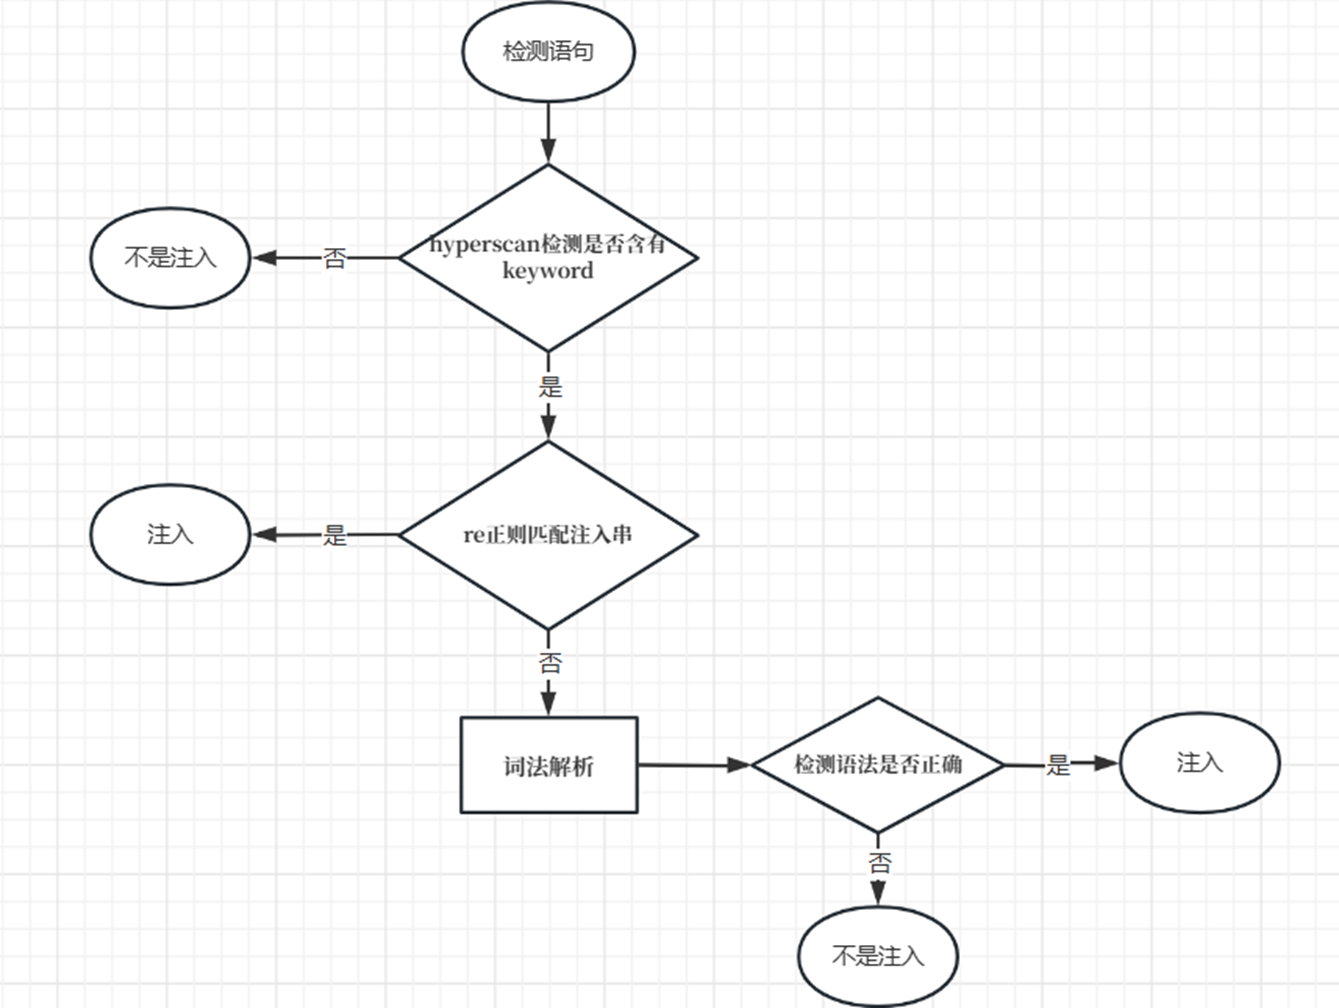 检测语句
hyperscan检测是否含有
keyword
否
不是注入
是
re正则匹配注入串
是
注入
否
词法解析
检测语法是否正确
是
注入
否
不是注入